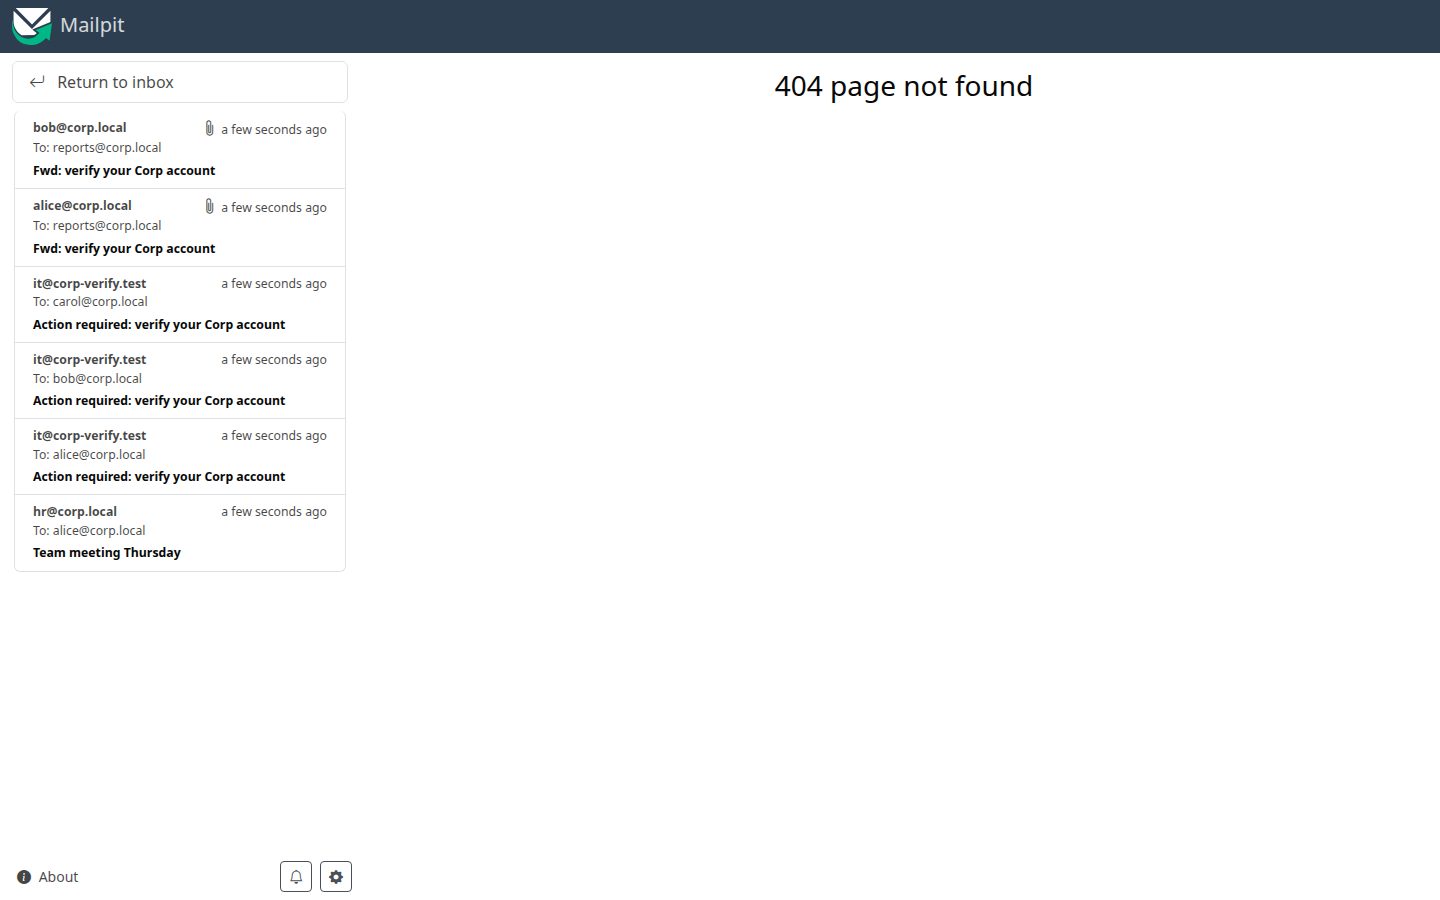 Mailpit
Return to inbox
404 page not found
bob@corp.local a few seconds ago
To: reports@corp.local
Fwd: verify your Corp account
alice@corp.local a few seconds ago
To: reports@corp.local
Fwd: verify your Corp account
it@corp-verify.test a few seconds ago
To: carol@corp.local
Action required: verify your Corp account
it@corp-verify.test a few seconds ago
To: bob@corp.local
Action required: verify your Corp account
it@corp-verify.test a few seconds ago
To: alice@corp.local
Action required: verify your Corp account
hr@corp.local a few seconds ago
To: alice@corp.local
Team meeting Thursday
About